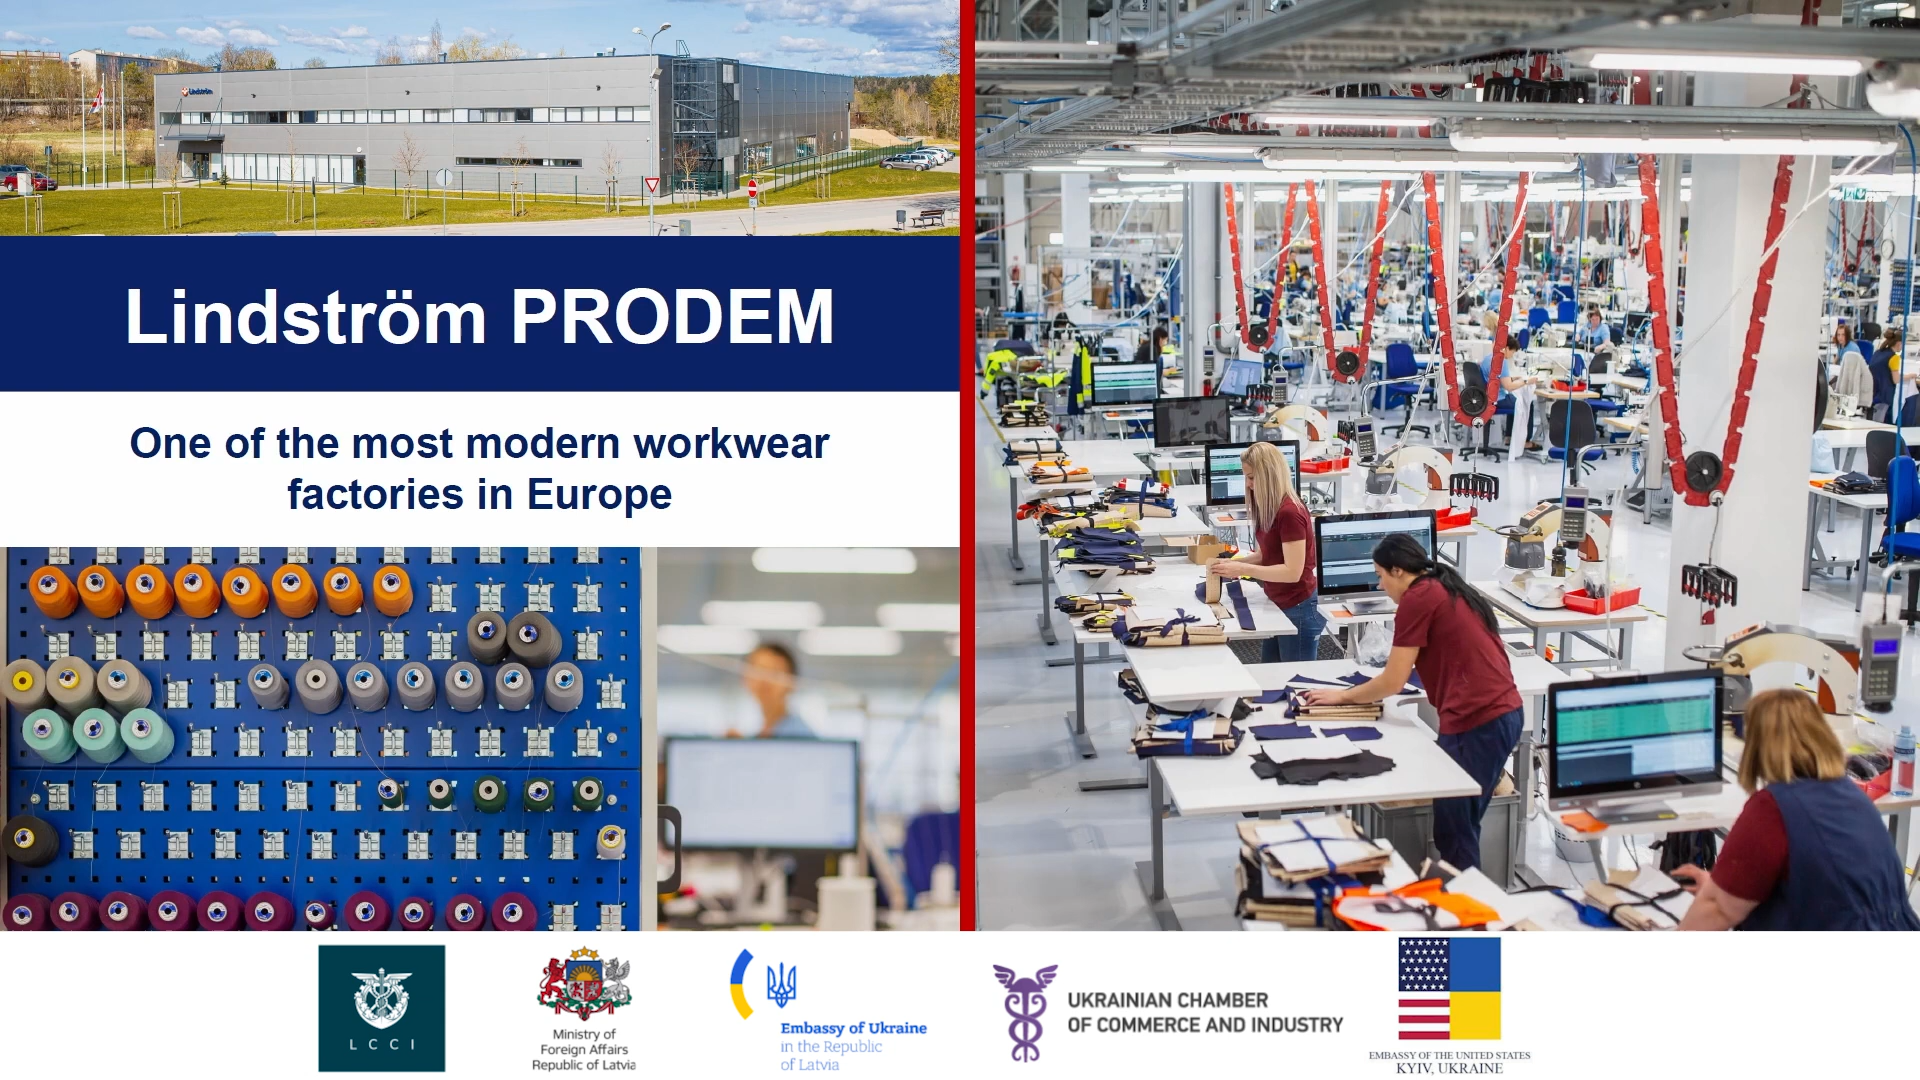 Lindström
Lindström PRODEM
One of the most modern workwear
factories in Europe
LCCI
Ministry of
Foreign Affairs
Republic of Latvia
Embassy of Ukraine
in the Republic
of Latvia
UKRAINIAN CHAMBER
OF COMMERCE AND INDUSTRY
EMBASSY OF THE UNITED STATES
KYIV, UKRAINE